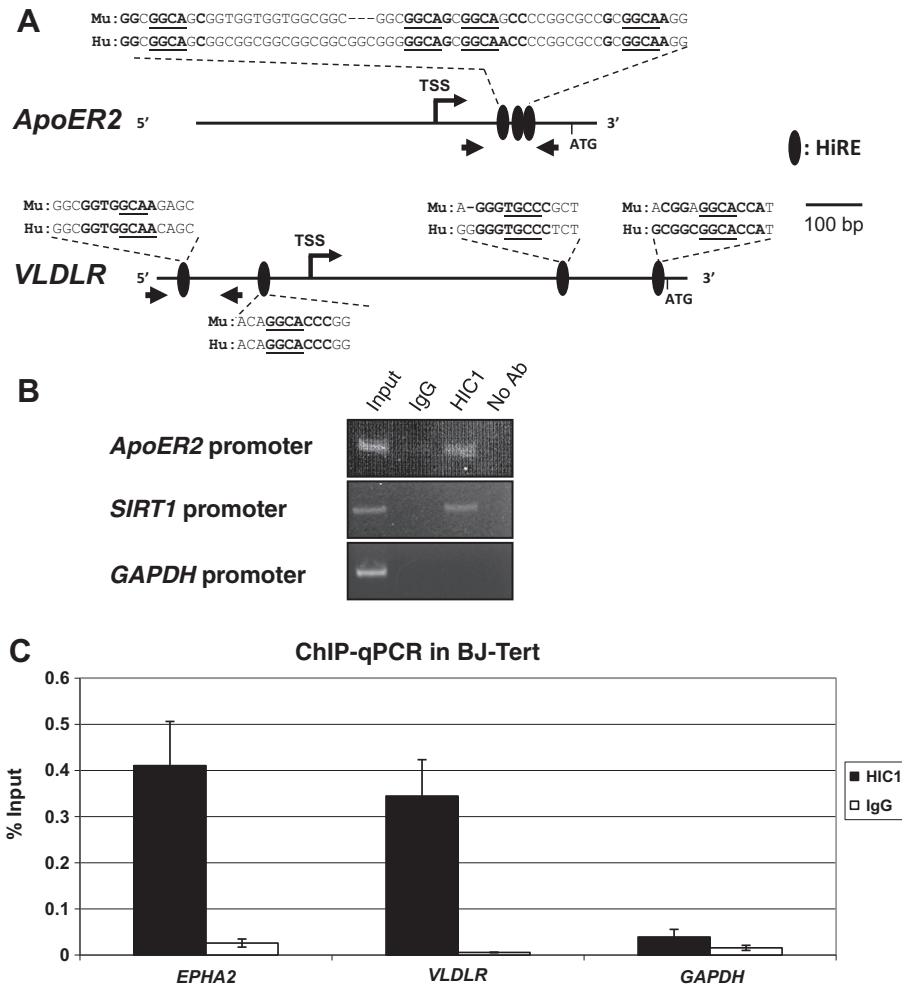 A
Mu:GGCGGCAGCGGTGGTGGTGGCGGC---GGCGGCAGCGGCAGCCCCGGCGCCGCGGCAAGG
Hu:GGCGGCAGCGGCGGCGGCGGCGGCGGCGGGGGCAGCGGCAACCCCGGCGCCGCGGCAAGG
TSS
ApoER2 5’ 3’
ATG
: HiRE
Mu:GGCGGTGGCAAGAGC
Hu:GGCGGTGGCAACAGC
Mu:A-GGGTGCCCGCT
Hu:GGGGGTGCCCTCT
Mu:ACGGAGGCACCAT
Hu:GCGGCGGCACCAT
100 bp
TSS
VLDLR 5’ 3’
ATG
Mu:ACAGGCACCCGG
Hu:ACAGGCACCCGG
B
Input IgG HIC1 No Ab
ApoER2 promoter
SIRT1 promoter
GAPDH promoter
C
ChIP-qPCR in BJ-Tert
% Input
0.6
0.5
0.4
0.3
0.2
0.1
0
HIC1
IgG
EPHA2 VLDLR GAPDH